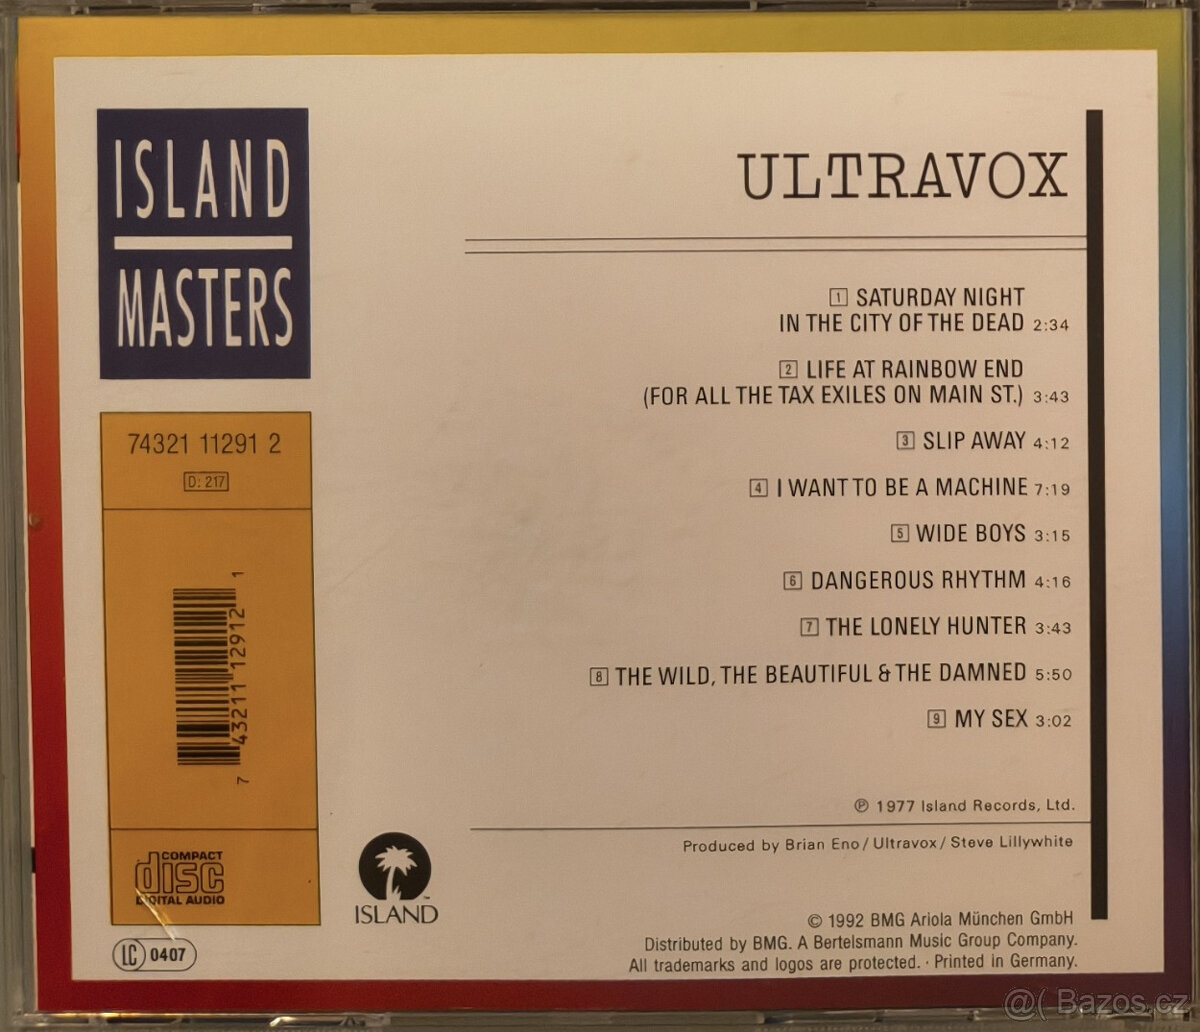 ISLAND
MASTERS
74321 11291 2
D: 217
7 43211 12912 1
COMPACT
disc
DIGITAL AUDIO
LC 0407
ISLAND
ULTRAVOX
1 SATURDAY NIGHT
IN THE CITY OF THE DEAD 2:34
2 LIFE AT RAINBOW END
(FOR ALL THE TAX EXILES ON MAIN ST.) 3:43
3 SLIP AWAY 4:12
4 I WANT TO BE A MACHINE 7:19
5 WIDE BOYS 3:15
6 DANGEROUS RHYTHM 4:16
7 THE LONELY HUNTER 3:43
8 THE WILD, THE BEAUTIFUL & THE DAMNED 5:50
9 MY SEX 3:02
℗ 1977 Island Records, Ltd.
Produced by Brian Eno/Ultravox/Steve Lillywhite
© 1992 BMG Ariola München GmbH
Distributed by BMG. A Bertelsmann Music Group Company.
All trademarks and logos are protected. · Printed in Germany.
@( Bazos.cz